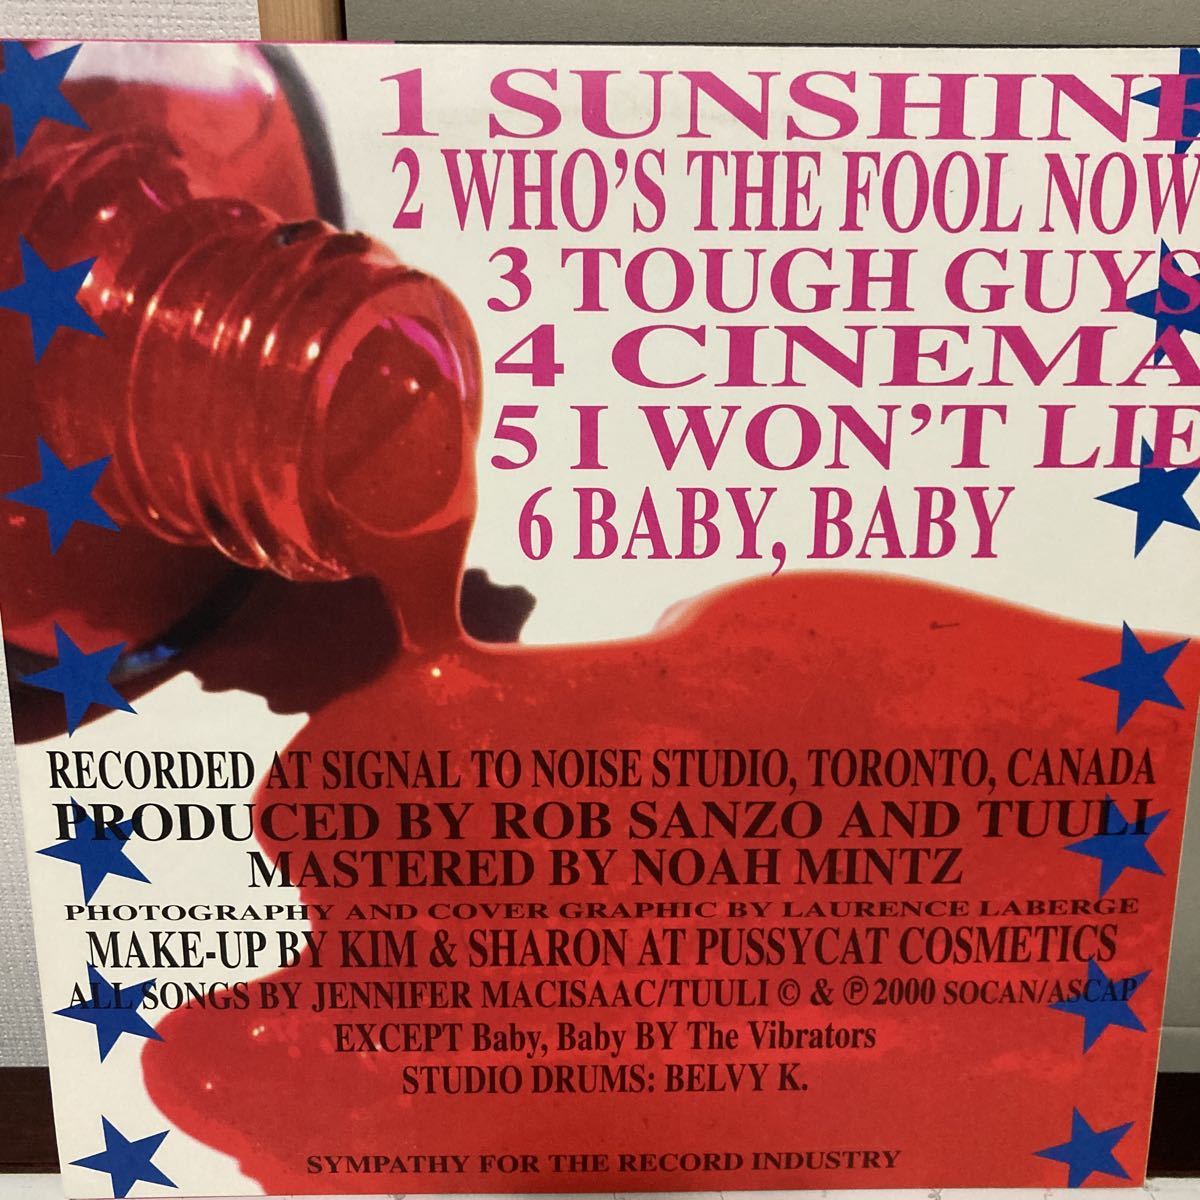 1 SUNSHINE
2 WHO'S THE FOOL NOW
3 TOUGH GUYS
4 CINEMA
5 I WON'T LIE
6 BABY, BABY
RECORDED AT SIGNAL TO NOISE STUDIO, TORONTO, CANADA
PRODUCED BY ROB SANZO AND TUULI
MASTERED BY NOAH MINTZ
PHOTOGRAPHY AND COVER GRAPHIC BY LAURENCE LABERGE
MAKE-UP BY KIM & SHARON AT PUSSYCAT COSMETICS
ALL SONGS BY JENNIFER MACISAAC/TUULI © & ℗ 2000 SOCAN/ASCAP
EXCEPT Baby, Baby BY The Vibrators
STUDIO DRUMS: BELVY K.
SYMPATHY FOR THE RECORD INDUSTRY